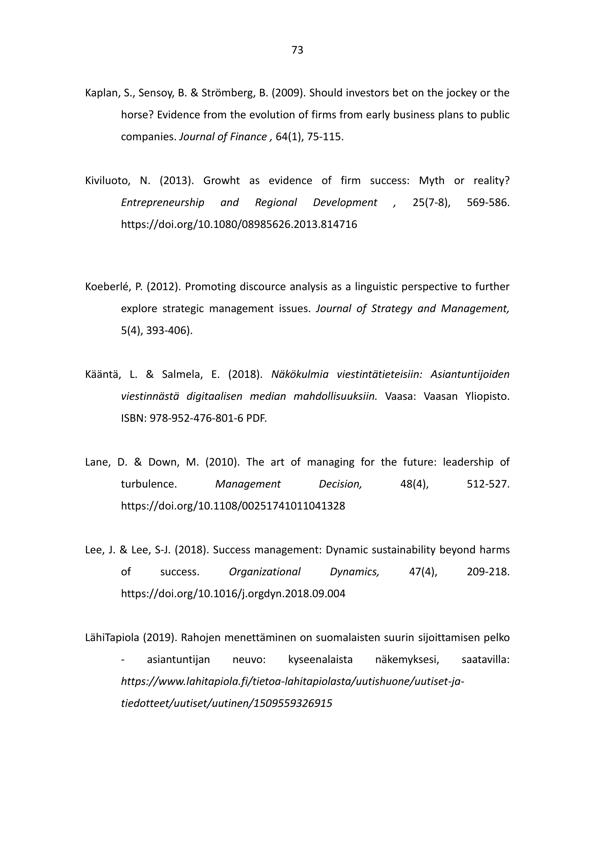 73
Kaplan, S., Sensoy, B. & Strömberg, B. (2009). Should investors bet on the jockey or the
horse? Evidence from the evolution of firms from early business plans to public
companies. Journal of Finance , 64(1), 75-115.
Kiviluoto, N. (2013). Growht as evidence of firm success: Myth or reality?
Entrepreneurship and Regional Development , 25(7-8), 569-586.
https://doi.org/10.1080/08985626.2013.814716
Koeberlé, P. (2012). Promoting discource analysis as a linguistic perspective to further
explore strategic management issues. Journal of Strategy and Management,
5(4), 393-406).
Kääntä, L. & Salmela, E. (2018). Näkökulmia viestintätieteisiin: Asiantuntijoiden
viestinnästä digitaalisen median mahdollisuuksiin. Vaasa: Vaasan Yliopisto.
ISBN: 978-952-476-801-6 PDF.
Lane, D. & Down, M. (2010). The art of managing for the future: leadership of
turbulence. Management Decision, 48(4), 512-527.
https://doi.org/10.1108/00251741011041328
Lee, J. & Lee, S-J. (2018). Success management: Dynamic sustainability beyond harms
of success. Organizational Dynamics, 47(4), 209-218.
https://doi.org/10.1016/j.orgdyn.2018.09.004
LähiTapiola (2019). Rahojen menettäminen on suomalaisten suurin sijoittamisen pelko
- asiantuntijan neuvo: kyseenalaista näkemyksesi, saatavilla:
https://www.lahitapiola.fi/tietoa-lahitapiolasta/uutishuone/uutiset-ja-
tiedotteet/uutiset/uutinen/1509559326915